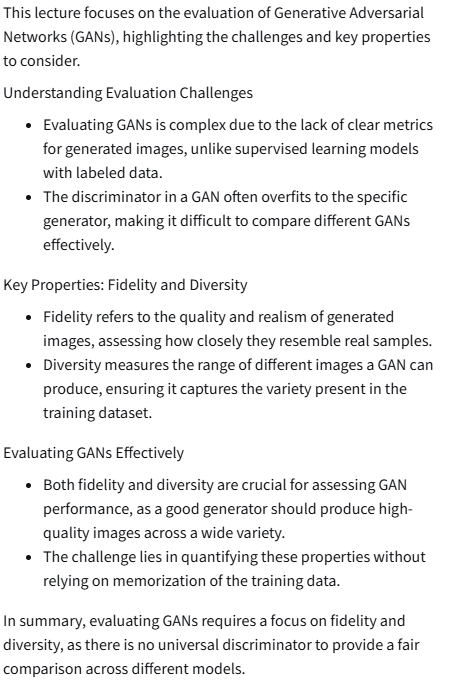 This lecture focuses on the evaluation of Generative Adversarial
Networks (GANs), highlighting the challenges and key properties
to consider.
Understanding Evaluation Challenges
• Evaluating GANs is complex due to the lack of clear metrics
for generated images, unlike supervised learning models
with labeled data.
• The discriminator in a GAN often overfits to the specific
generator, making it difficult to compare different GANs
effectively.
Key Properties: Fidelity and Diversity
• Fidelity refers to the quality and realism of generated
images, assessing how closely they resemble real samples.
• Diversity measures the range of different images a GAN can
produce, ensuring it captures the variety present in the
training dataset.
Evaluating GANs Effectively
• Both fidelity and diversity are crucial for assessing GAN
performance, as a good generator should produce high-
quality images across a wide variety.
• The challenge lies in quantifying these properties without
relying on memorization of the training data.
In summary, evaluating GANs requires a focus on fidelity and
diversity, as there is no universal discriminator to provide a fair
comparison across different models.